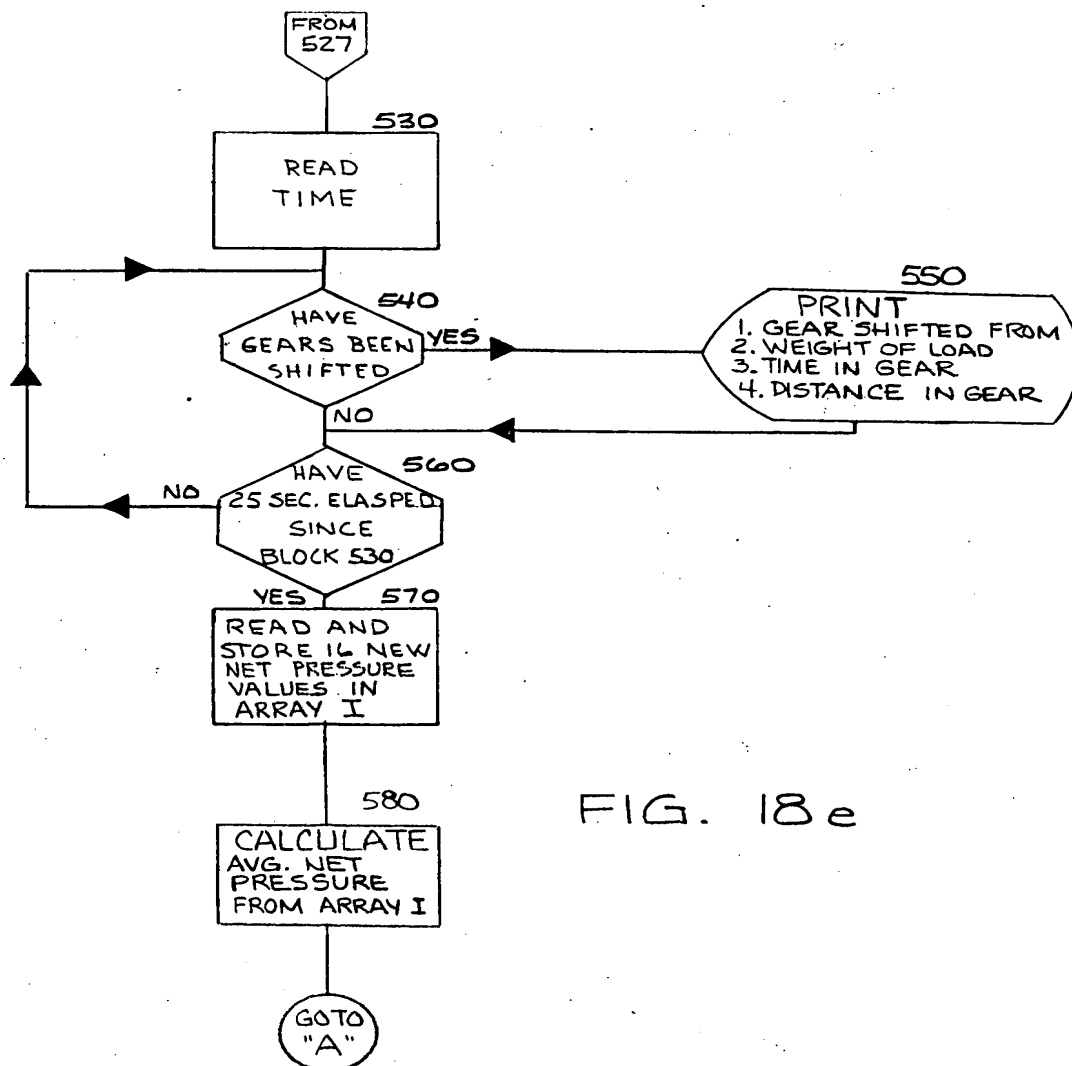 FROM
527
530
READ
TIME
540
HAVE
GEARS BEEN
SHIFTED
YES
NO
550
PRINT
1. GEAR SHIFTED FROM
2. WEIGHT OF LOAD
3. TIME IN GEAR
4. DISTANCE IN GEAR
560
HAVE
25 SEC. ELASPED
SINCE
BLOCK 530
NO
YES
570
READ AND
STORE 16 NEW
NET PRESSURE
VALUES IN
ARRAY I
580
CALCULATE
AVG. NET
PRESSURE
FROM ARRAY I
GO TO
"A"
FIG. 18e